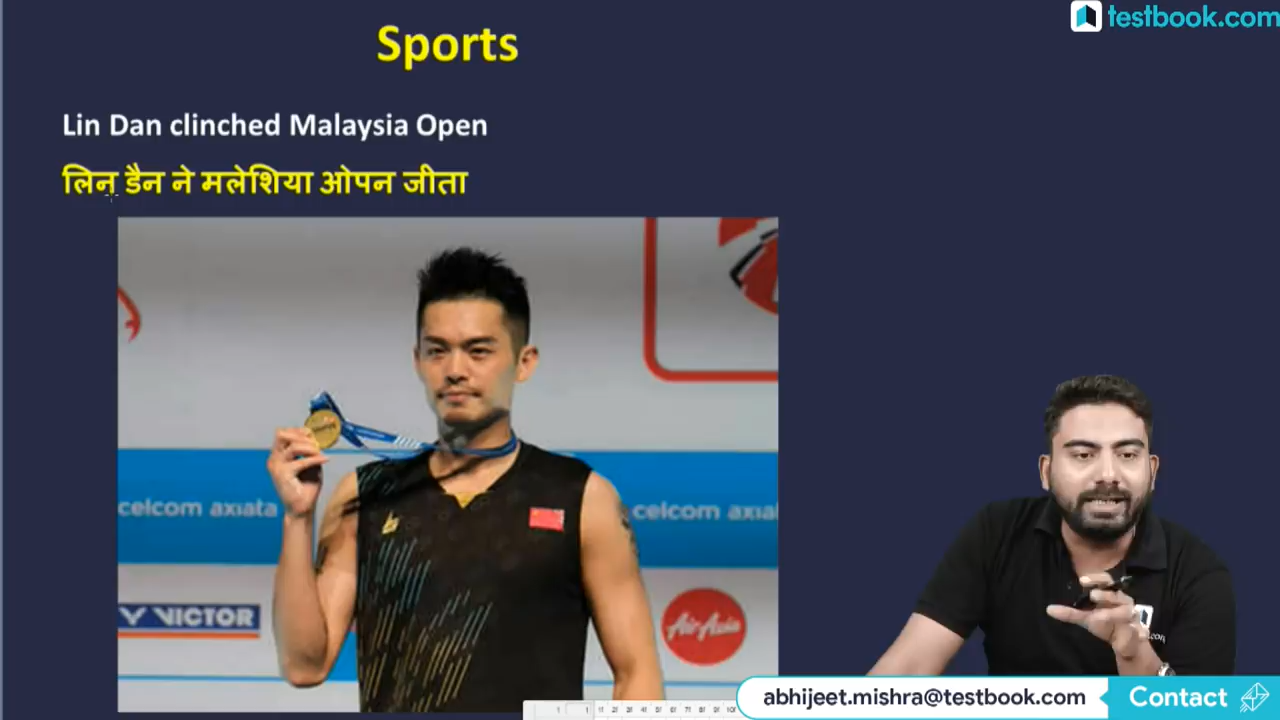 testbook.com
Sports
Lin Dan clinched Malaysia Open
लिन डैन ने मलेशिया ओपन जीता
celcom axiata
celcom axia
VICTOR
AirAsia
abhijeet.mishra@testbook.com
Contact